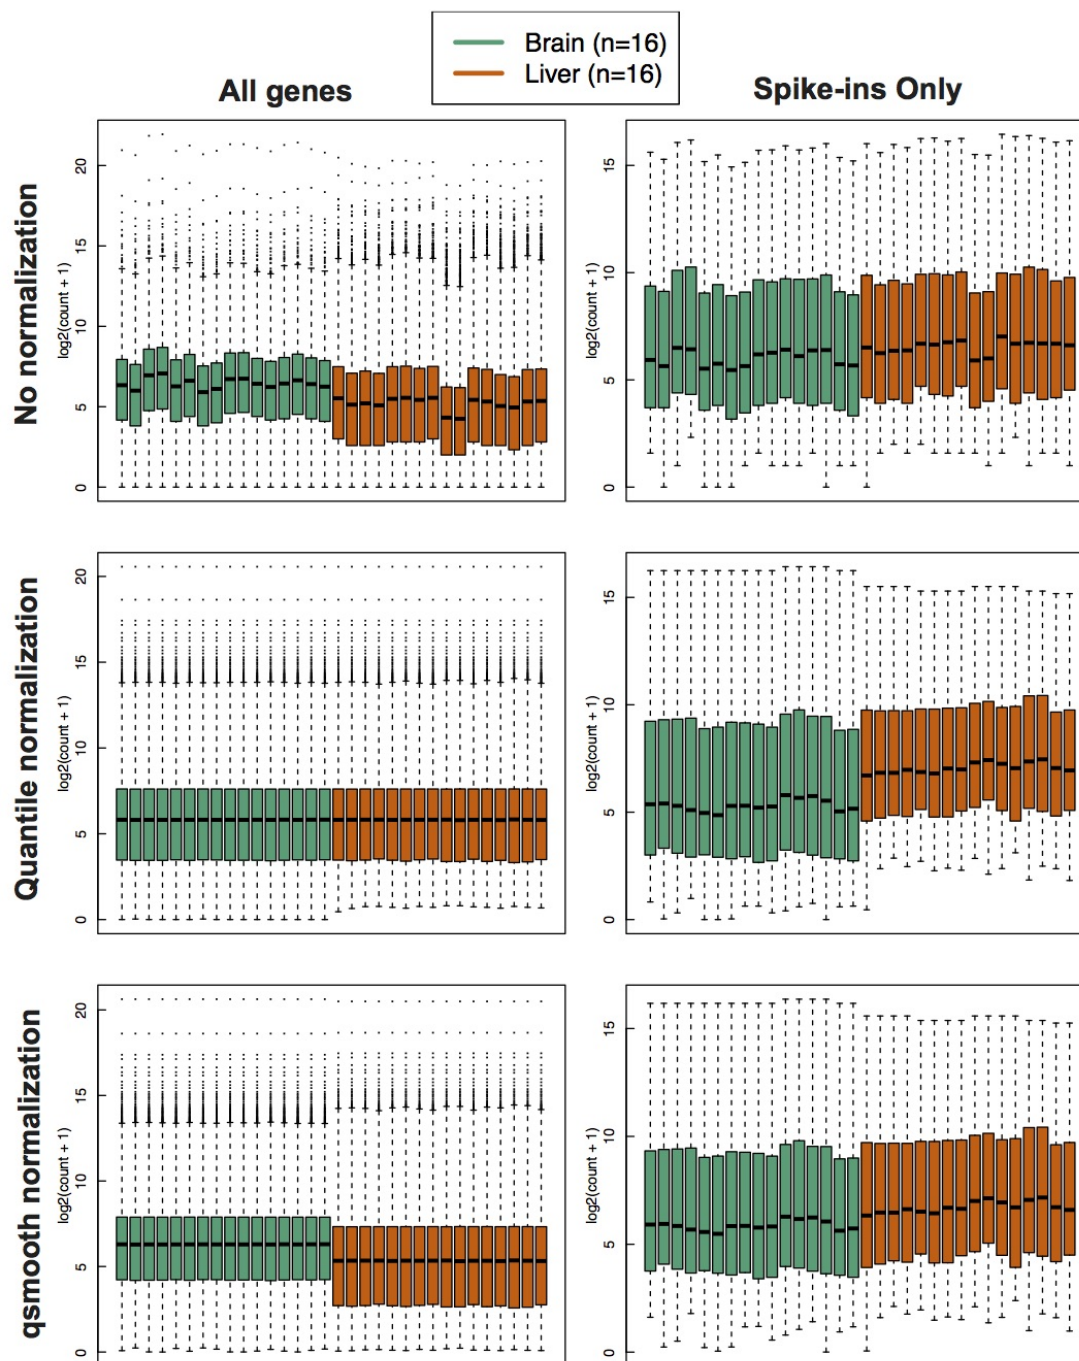 Brain (n=16)
Liver (n=16)
All genes
Spike-ins Only
No normalization
log2(count + 1)
20
15
10
5
0
log2(count + 1)
15
10
5
0
Quantile normalization
log2(count + 1)
20
15
10
5
0
log2(count + 1)
15
10
5
0
qsmooth normalization
log2(count + 1)
20
15
10
5
0
log2(count + 1)
15
10
5
0